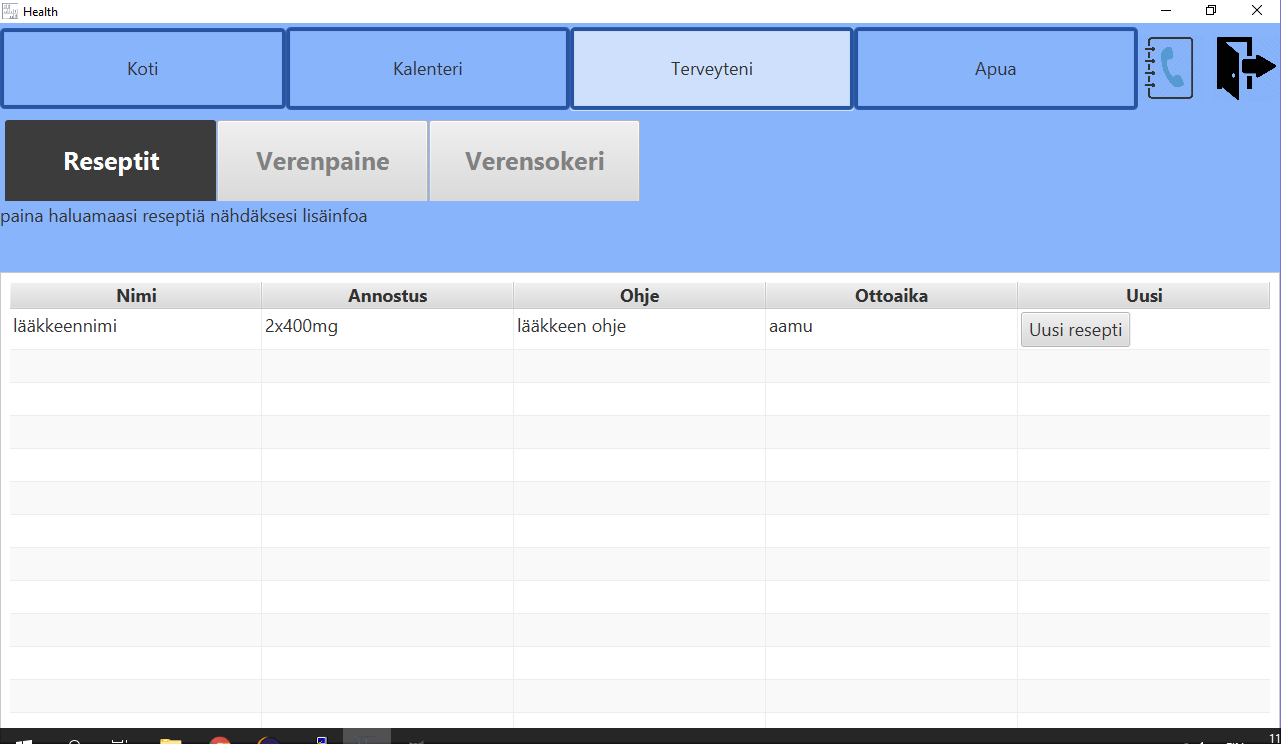 Health
Koti Kalenteri Terveyteni Apua
Reseptit Verenpaine Verensokeri
paina haluamaasi reseptiä nähdäksesi lisäinfoa
Nimi Annostus Ohje Ottoaika Uusi
lääkkeennimi 2x400mg lääkkeen ohje aamu Uusi resepti